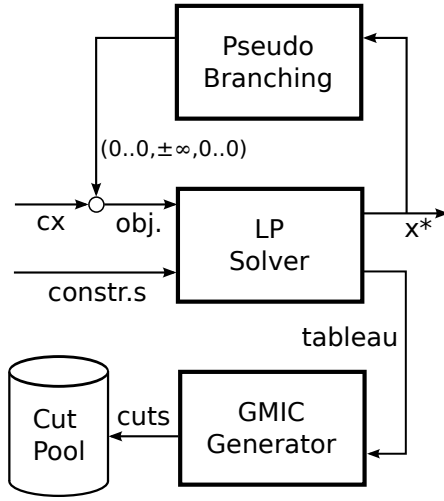 Pseudo
Branching
(0..0,±∞,0..0)
cx
obj.
LP
Solver
x*
constr.s
tableau
Cut
Pool
cuts
GMIC
Generator